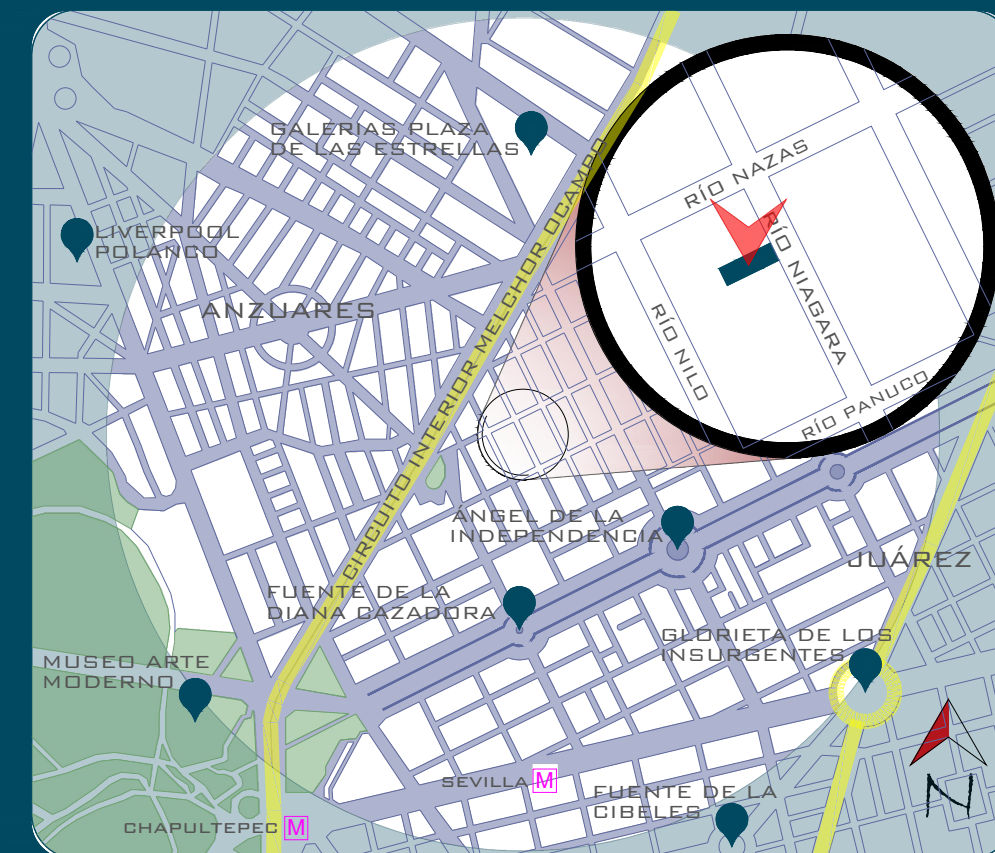 GALERIAS PLAZA
DE LAS ESTRELLAS
RÍO NAZAS
LIVERPOOL
POLANCO
RÍO NIAGARA
ANZUARES
CIRCUITO INTERIOR MELCHOR OCAMPO
RÍO NILO
RÍO PANUCO
ÁNGEL DE LA
INDEPENDENCIA
JUÁREZ
FUENTE DE LA
DIANA CAZADORA
GLORIETA DE LOS
INSURGENTES
MUSEO ARTE
MODERNO
SEVILLA M
FUENTE DE LA
CIBELES
N
CHAPULTEPEC M